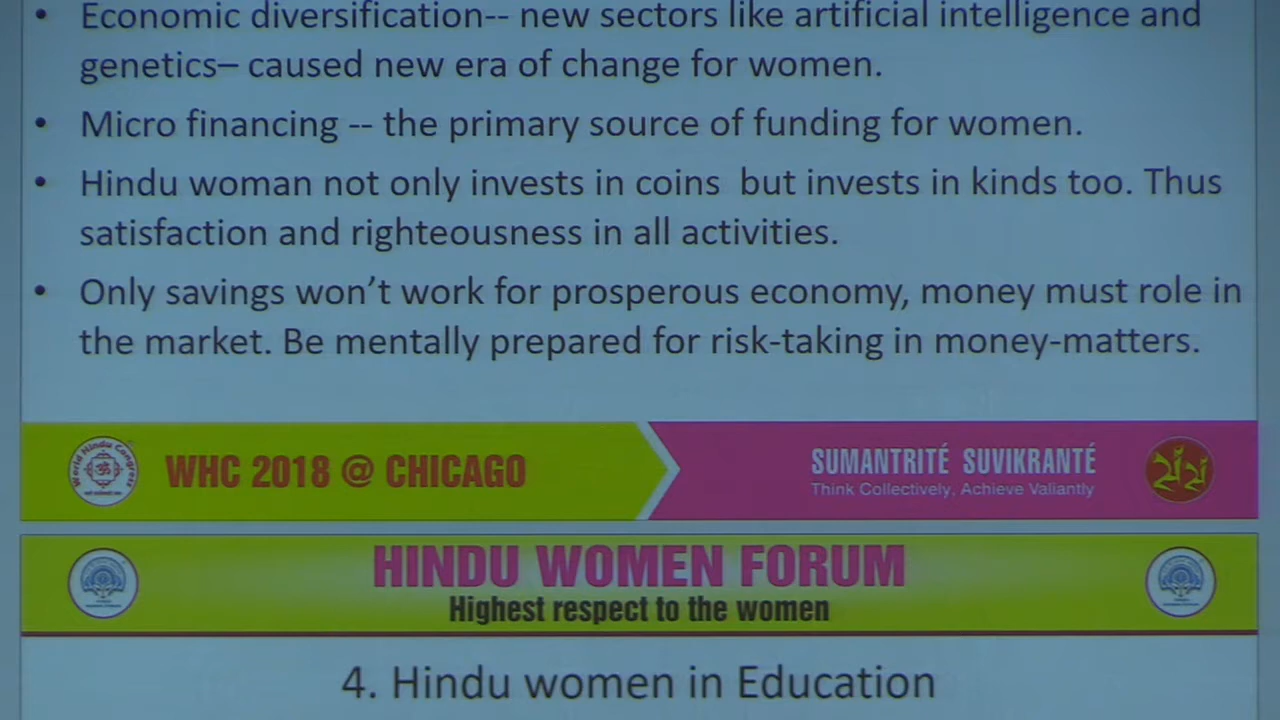 • Economic diversification-- new sectors like artificial intelligence and
genetics– caused new era of change for women.
• Micro financing -- the primary source of funding for women.
• Hindu woman not only invests in coins  but invests in kinds too. Thus
satisfaction and righteousness in all activities.
• Only savings won’t work for prosperous economy, money must role in
the market. Be mentally prepared for risk-taking in money-matters.
World Hindu Congress
WHC 2018 @ CHICAGO
SUMANTRITÉ SUVIKRANTÉ
Think Collectively, Achieve Valiantly
HINDU WOMEN FORUM
Highest respect to the women
4. Hindu women in Education